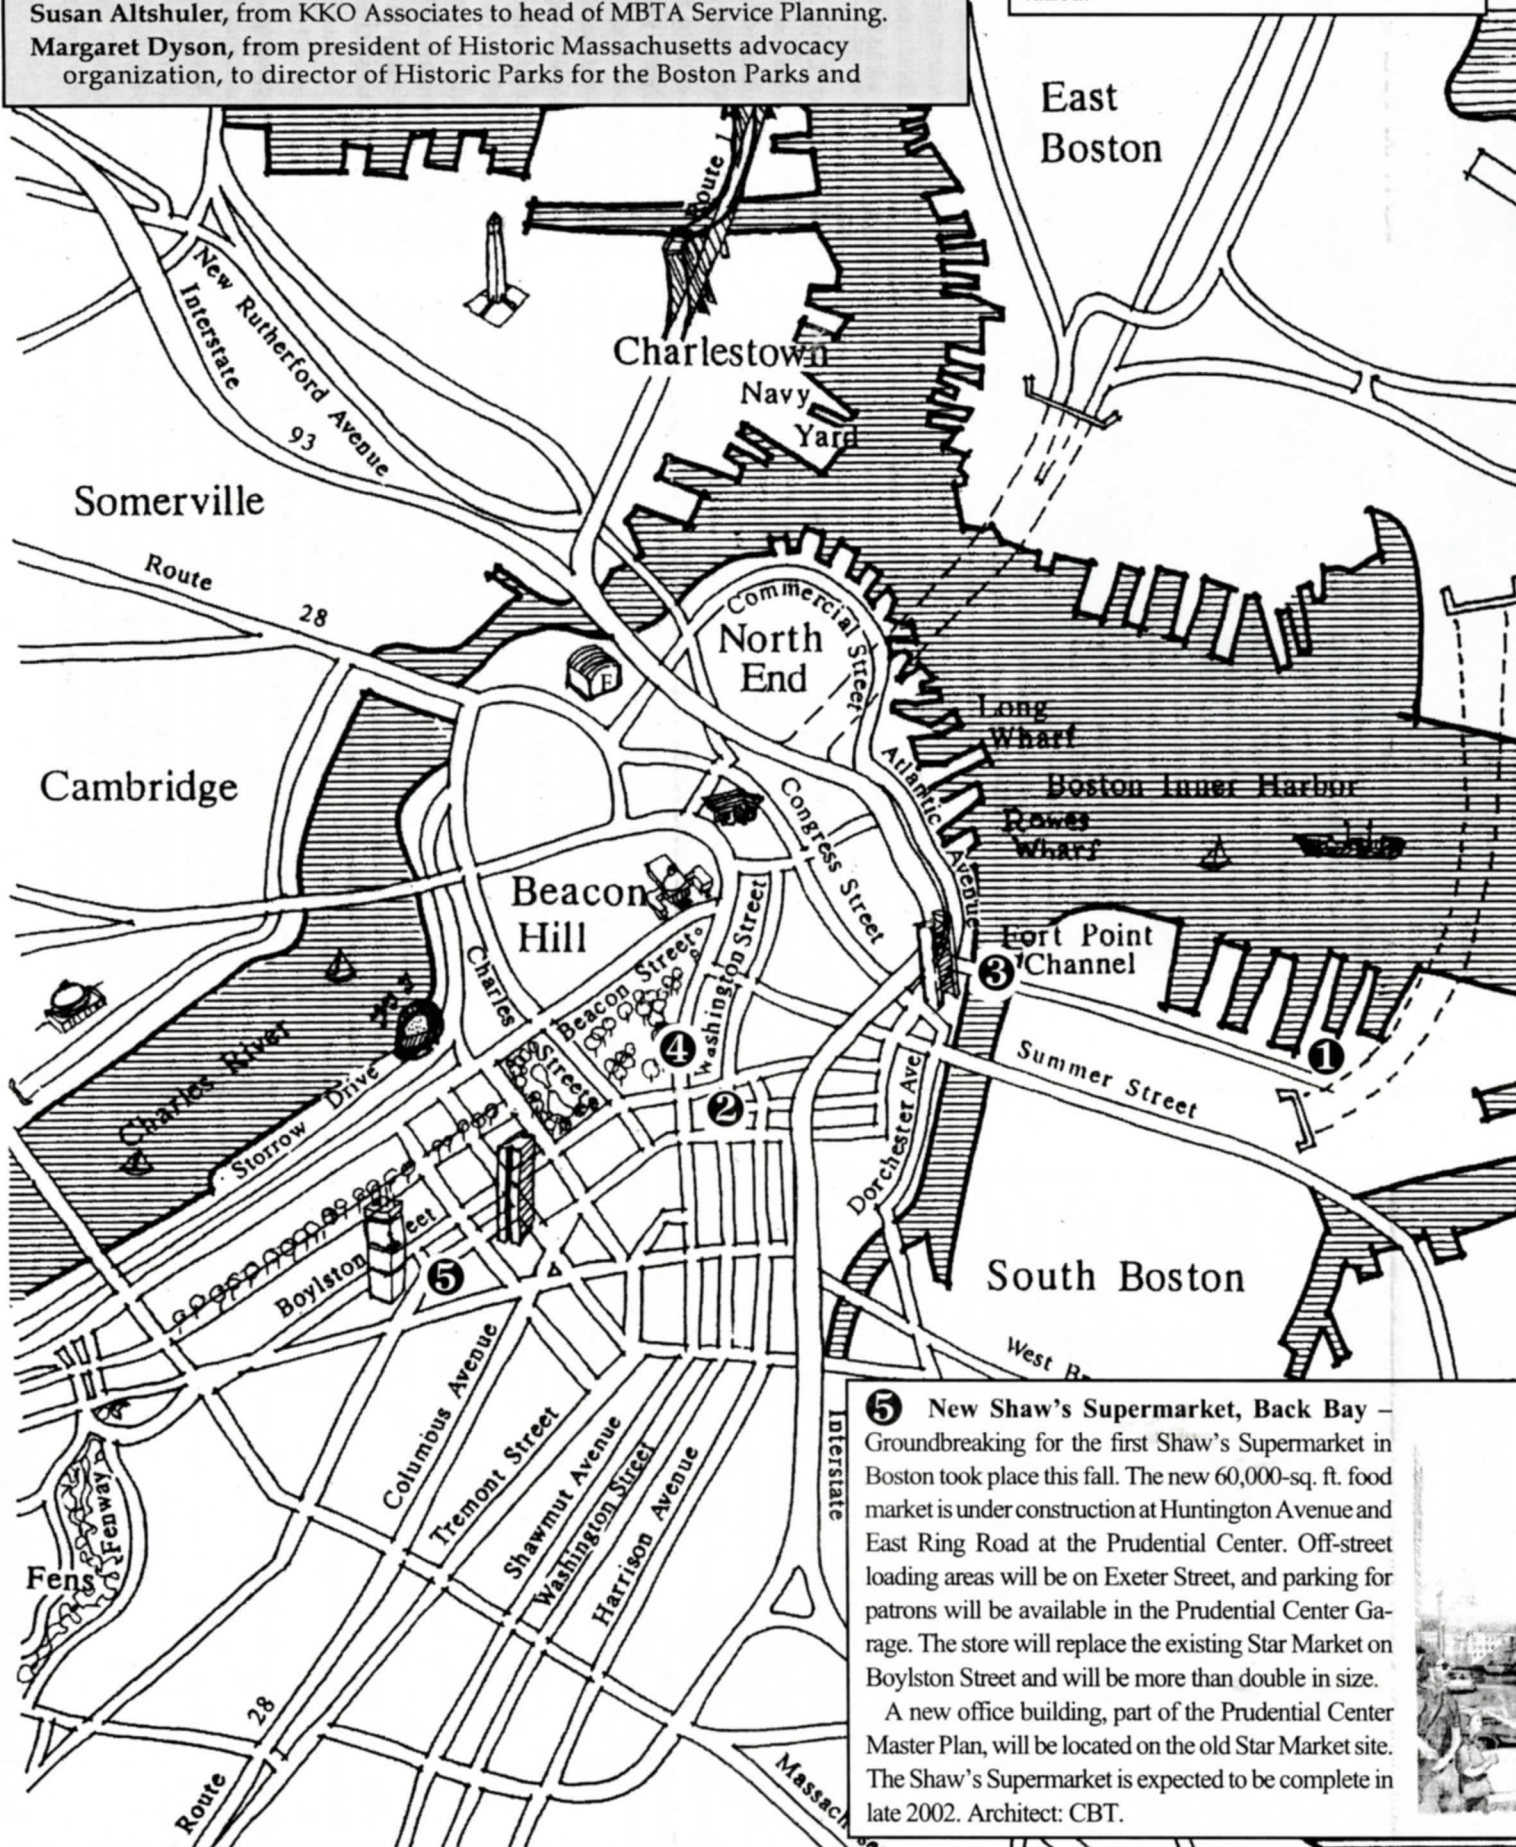 Susan Altshuler, from KKO Associates to head of MBTA Service Planning.
Margaret Dyson, from president of Historic Massachusetts advocacy
organization, to director of Historic Parks for the Boston Parks and
East
Boston
Route 1
New Rutherford Avenue
Interstate
93
Charlestown
Navy
Yard
Somerville
Route
28
Commercial Street
North
End
F
Long
Wharf
Cambridge
Atlantic Avenue
Boston Inner Harbor
Congress Street
Rowes
Wharf
Beacon
Hill
Washington Street
Fort Point
Channel
3
Charles
Street
Beacon Street
4
1
Charles River
Storrow Drive
2
Summer Street
Dorchester Ave
Boylston
eet
5
South Boston
West
Columbus Avenue
Tremont Street
Shawmut Avenue
Washington Street
Harrison Avenue
Interstate
Fenway
Fens
28
Route
Massach
5 New Shaw's Supermarket, Back Bay –
Groundbreaking for the first Shaw's Supermarket in
Boston took place this fall. The new 60,000-sq. ft. food
market is under construction at Huntington Avenue and
East Ring Road at the Prudential Center. Off-street
loading areas will be on Exeter Street, and parking for
patrons will be available in the Prudential Center Ga-
rage. The store will replace the existing Star Market on
Boylston Street and will be more than double in size.
A new office building, part of the Prudential Center
Master Plan, will be located on the old Star Market site.
The Shaw's Supermarket is expected to be complete in
late 2002. Architect: CBT.